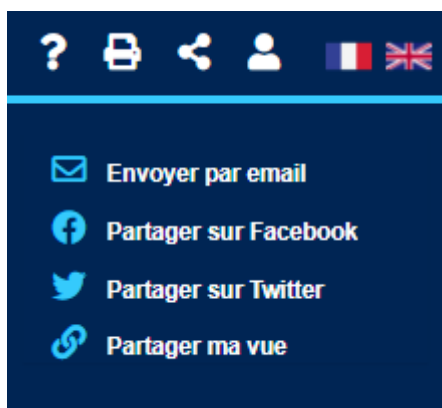 ?
Envoyer par email
Partager sur Facebook
Partager sur Twitter
Partager ma vue